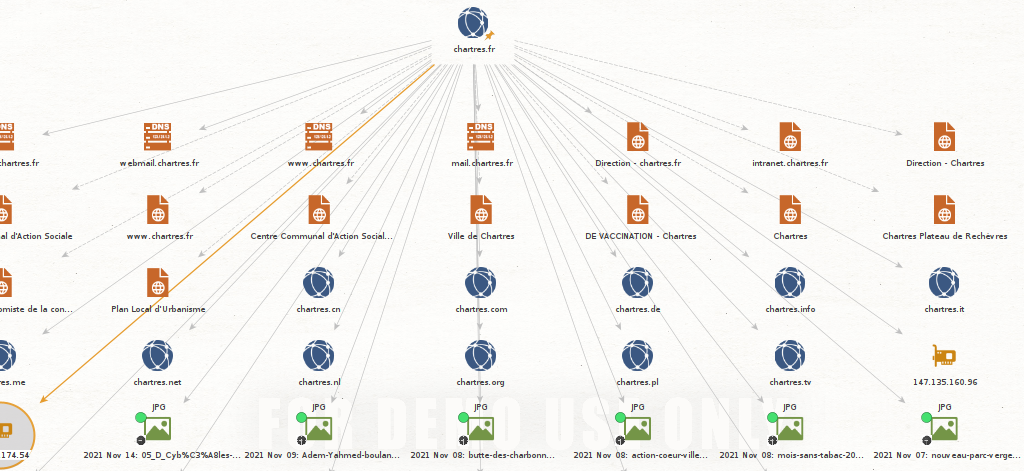 chartres.fr
DNS DNS DNS DNS
chartres.fr webmail.chartres.fr www.chartres.fr mail.chartres.fr Direction - chartres.fr intranet.chartres.fr Direction - Chartres
al d'Action Sociale www.chartres.fr Centre Communal d'Action Social... Ville de Chartres DE VACCINATION - Chartres Chartres Chartres Plateau de Rechèvres
omiste de la con... Plan Local d'Urbanisme chartres.cn chartres.com chartres.de chartres.info chartres.it
es.me chartres.net chartres.nl chartres.org chartres.pl chartres.tv 147.135.160.96
JPG JPG JPG JPG JPG JPG
FOR DEMO USE ONLY
174.54 2021 Nov 14: 05_D_Cyb%C3%A8les-... 2021 Nov 09: Adem-Yahmed-boulan... 2021 Nov 08: butte-des-charbonn... 2021 Nov 08: action-coeur-ville... 2021 Nov 08: mois-sans-tabac-20... 2021 Nov 07: nouveau-parc-verge...